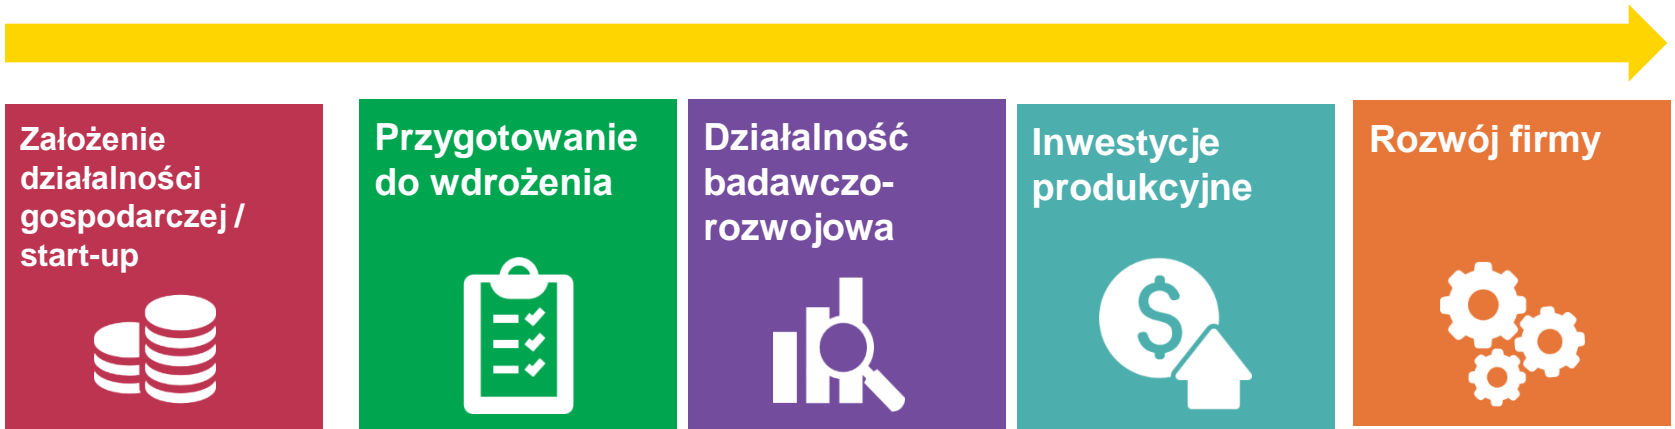 Założenie
działalności
gospodarczej /
start-up
Przygotowanie
do wdrożenia
Działalność
badawczo-
rozwojowa
Inwestycje
produkcyjne
Rozwój firmy
$